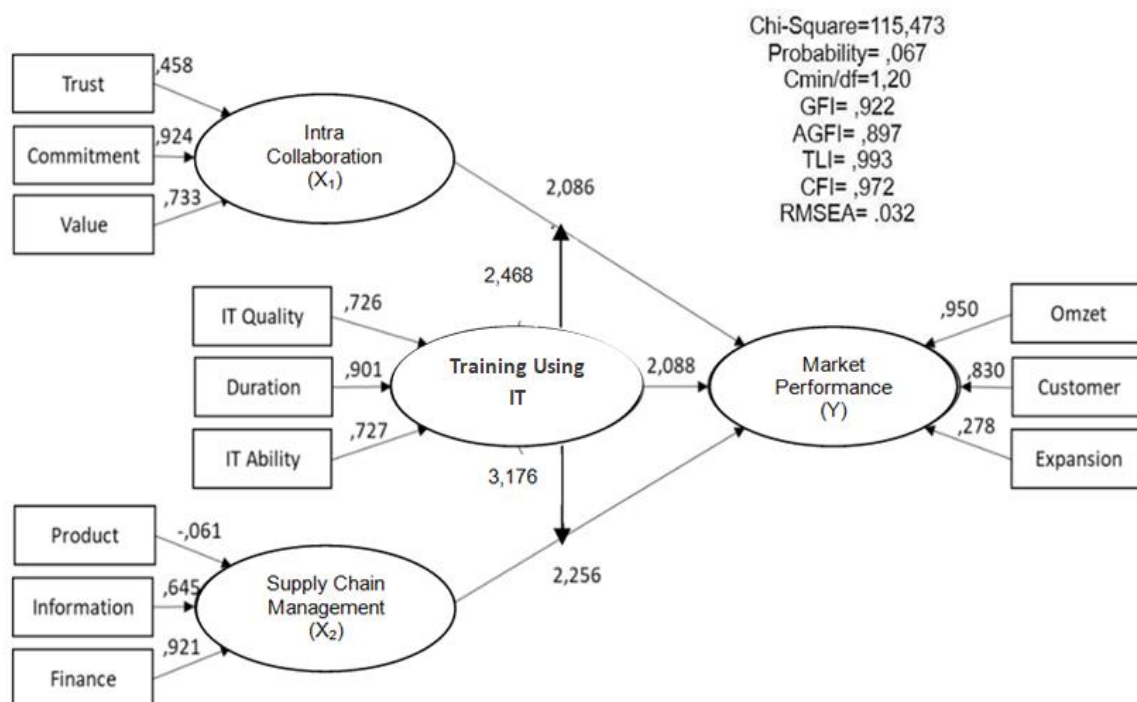 Chi-Square=115,473
Probability= ,067
Cmin/df=1,20
GFI= ,922
AGFI= ,897
TLI= ,993
CFI= ,972
RMSEA= .032
Trust
,458
Commitment
,924
Value
,733
Intra
Collaboration
(X₁)
2,086
2,468
IT Quality
,726
Duration
,901
IT Ability
,727
Training Using
IT
2,088
3,176
Market
Performance
(Y)
,950
Omzet
,830
Customer
,278
Expansion
Product
-,061
Information
,645
Finance
,921
Supply Chain
Management
(X₂)
2,256